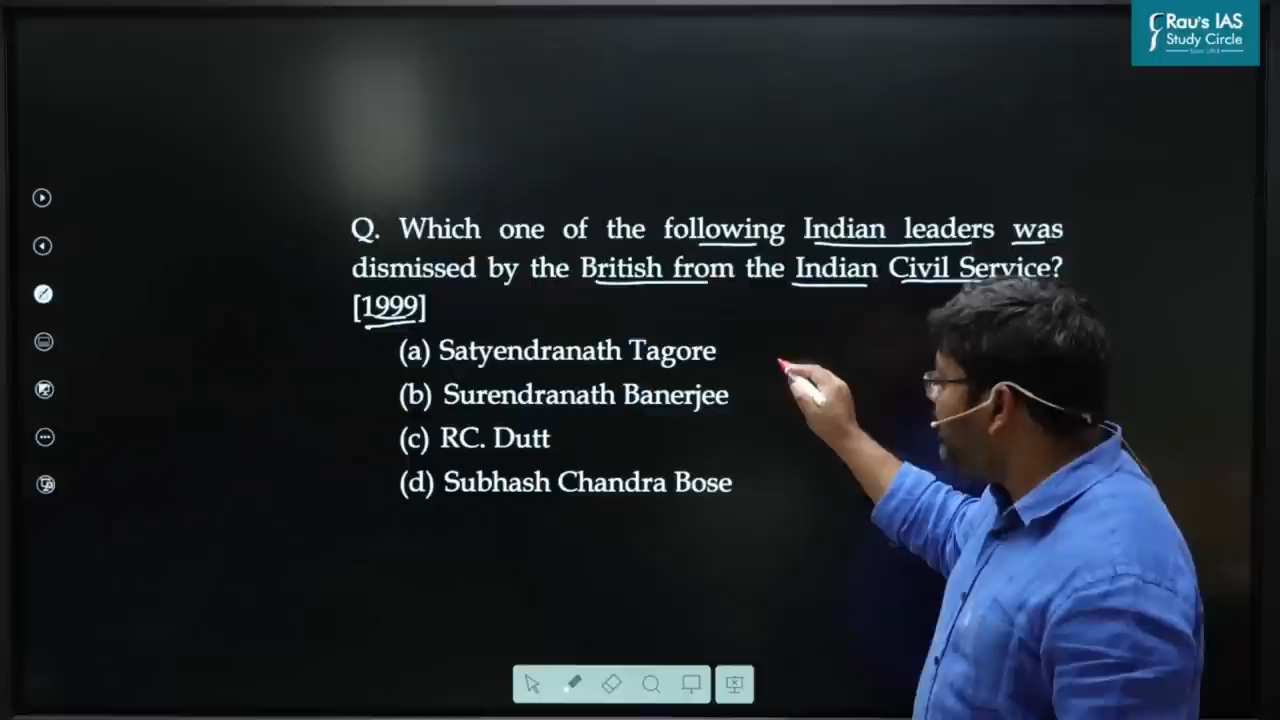 Rau's IAS
Study Circle
Q. Which one of the following Indian leaders was
dismissed by the British from the Indian Civil Service?
[1999]
(a) Satyendranath Tagore
(b) Surendranath Banerjee
(c) RC. Dutt
(d) Subhash Chandra Bose